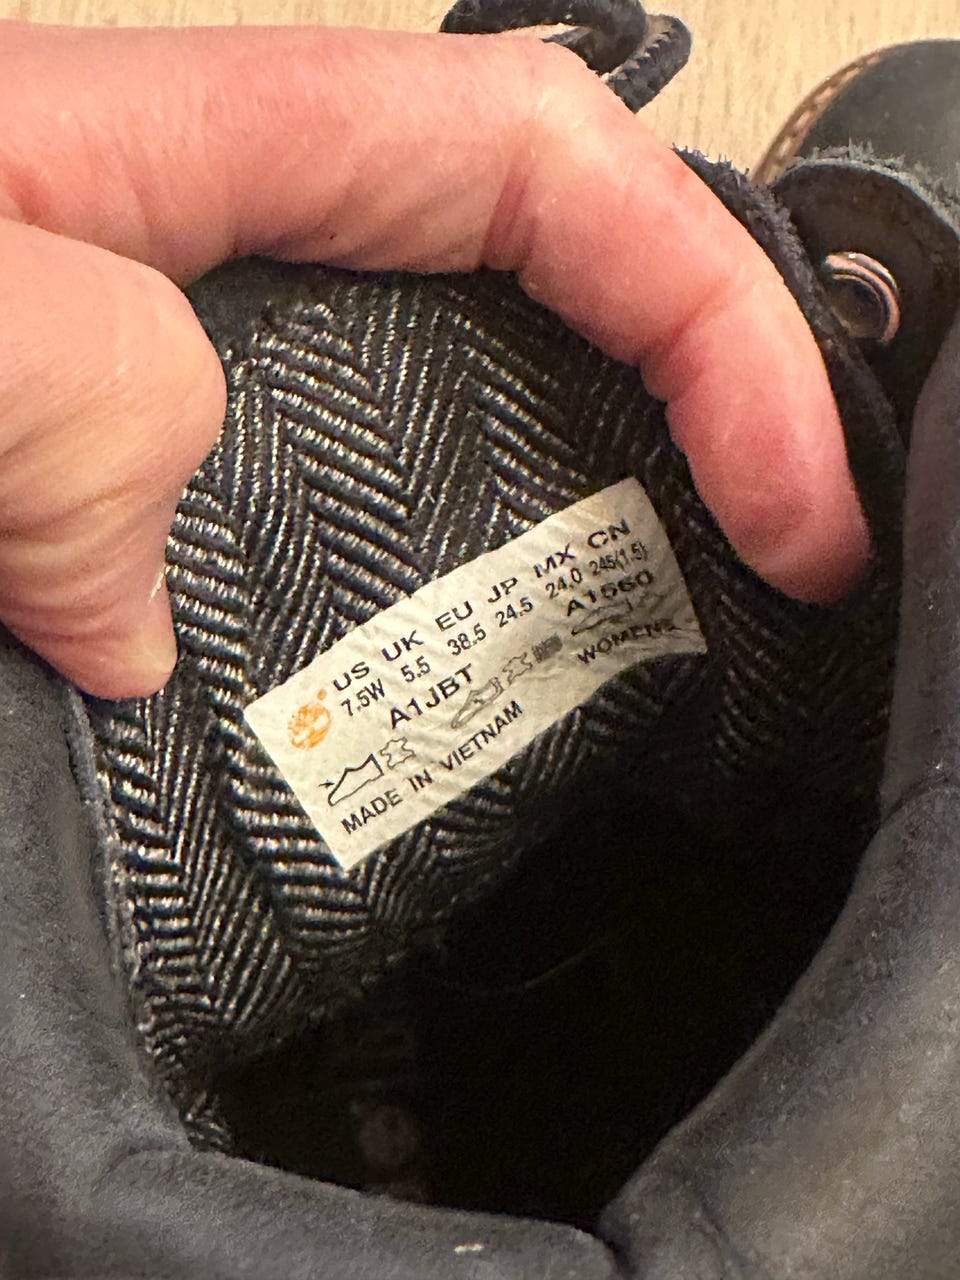 US UK EU JP MX CN
7.5W 5.5 38.5 24.5 24.0 245(1.5)
A1JBT A1560
WOMENS
MADE IN VIETNAM